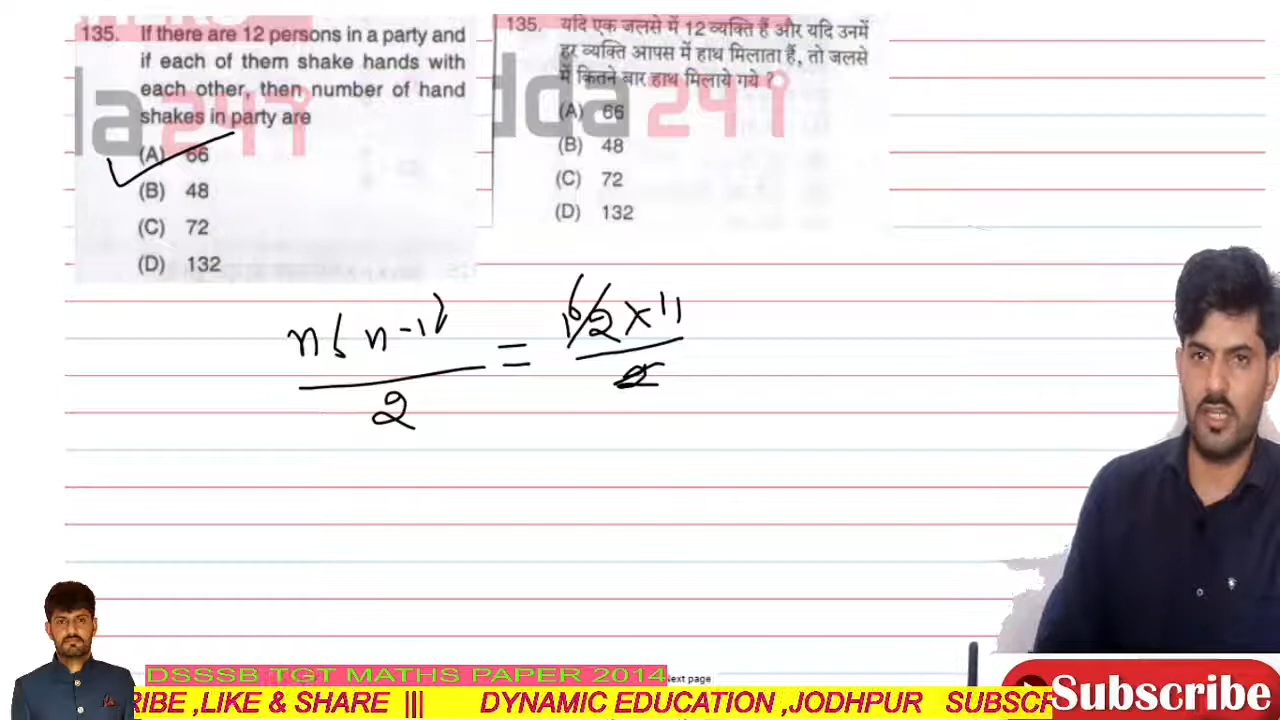 135. If there are 12 persons in a party and
if each of them shake hands with
each other, then number of hand
shakes in party are
(A) 66
(B) 48
(C) 72
(D) 132
135. यदि एक जलसे में 12 व्यक्ति हैं और यदि उनमें
हर व्यक्ति आपस में हाथ मिलाता हैं, तो जलसे
में कितने बार हाथ मिलाये गये ?
(A) 66
(B) 48
(C) 72
(D) 132
n(n-1)/2 = 12×11/2
6
Next page
DSSSB TGT MATHS PAPER 2014
RIBE ,LIKE & SHARE ||| DYNAMIC EDUCATION ,JODHPUR SUBSCR
Subscribe